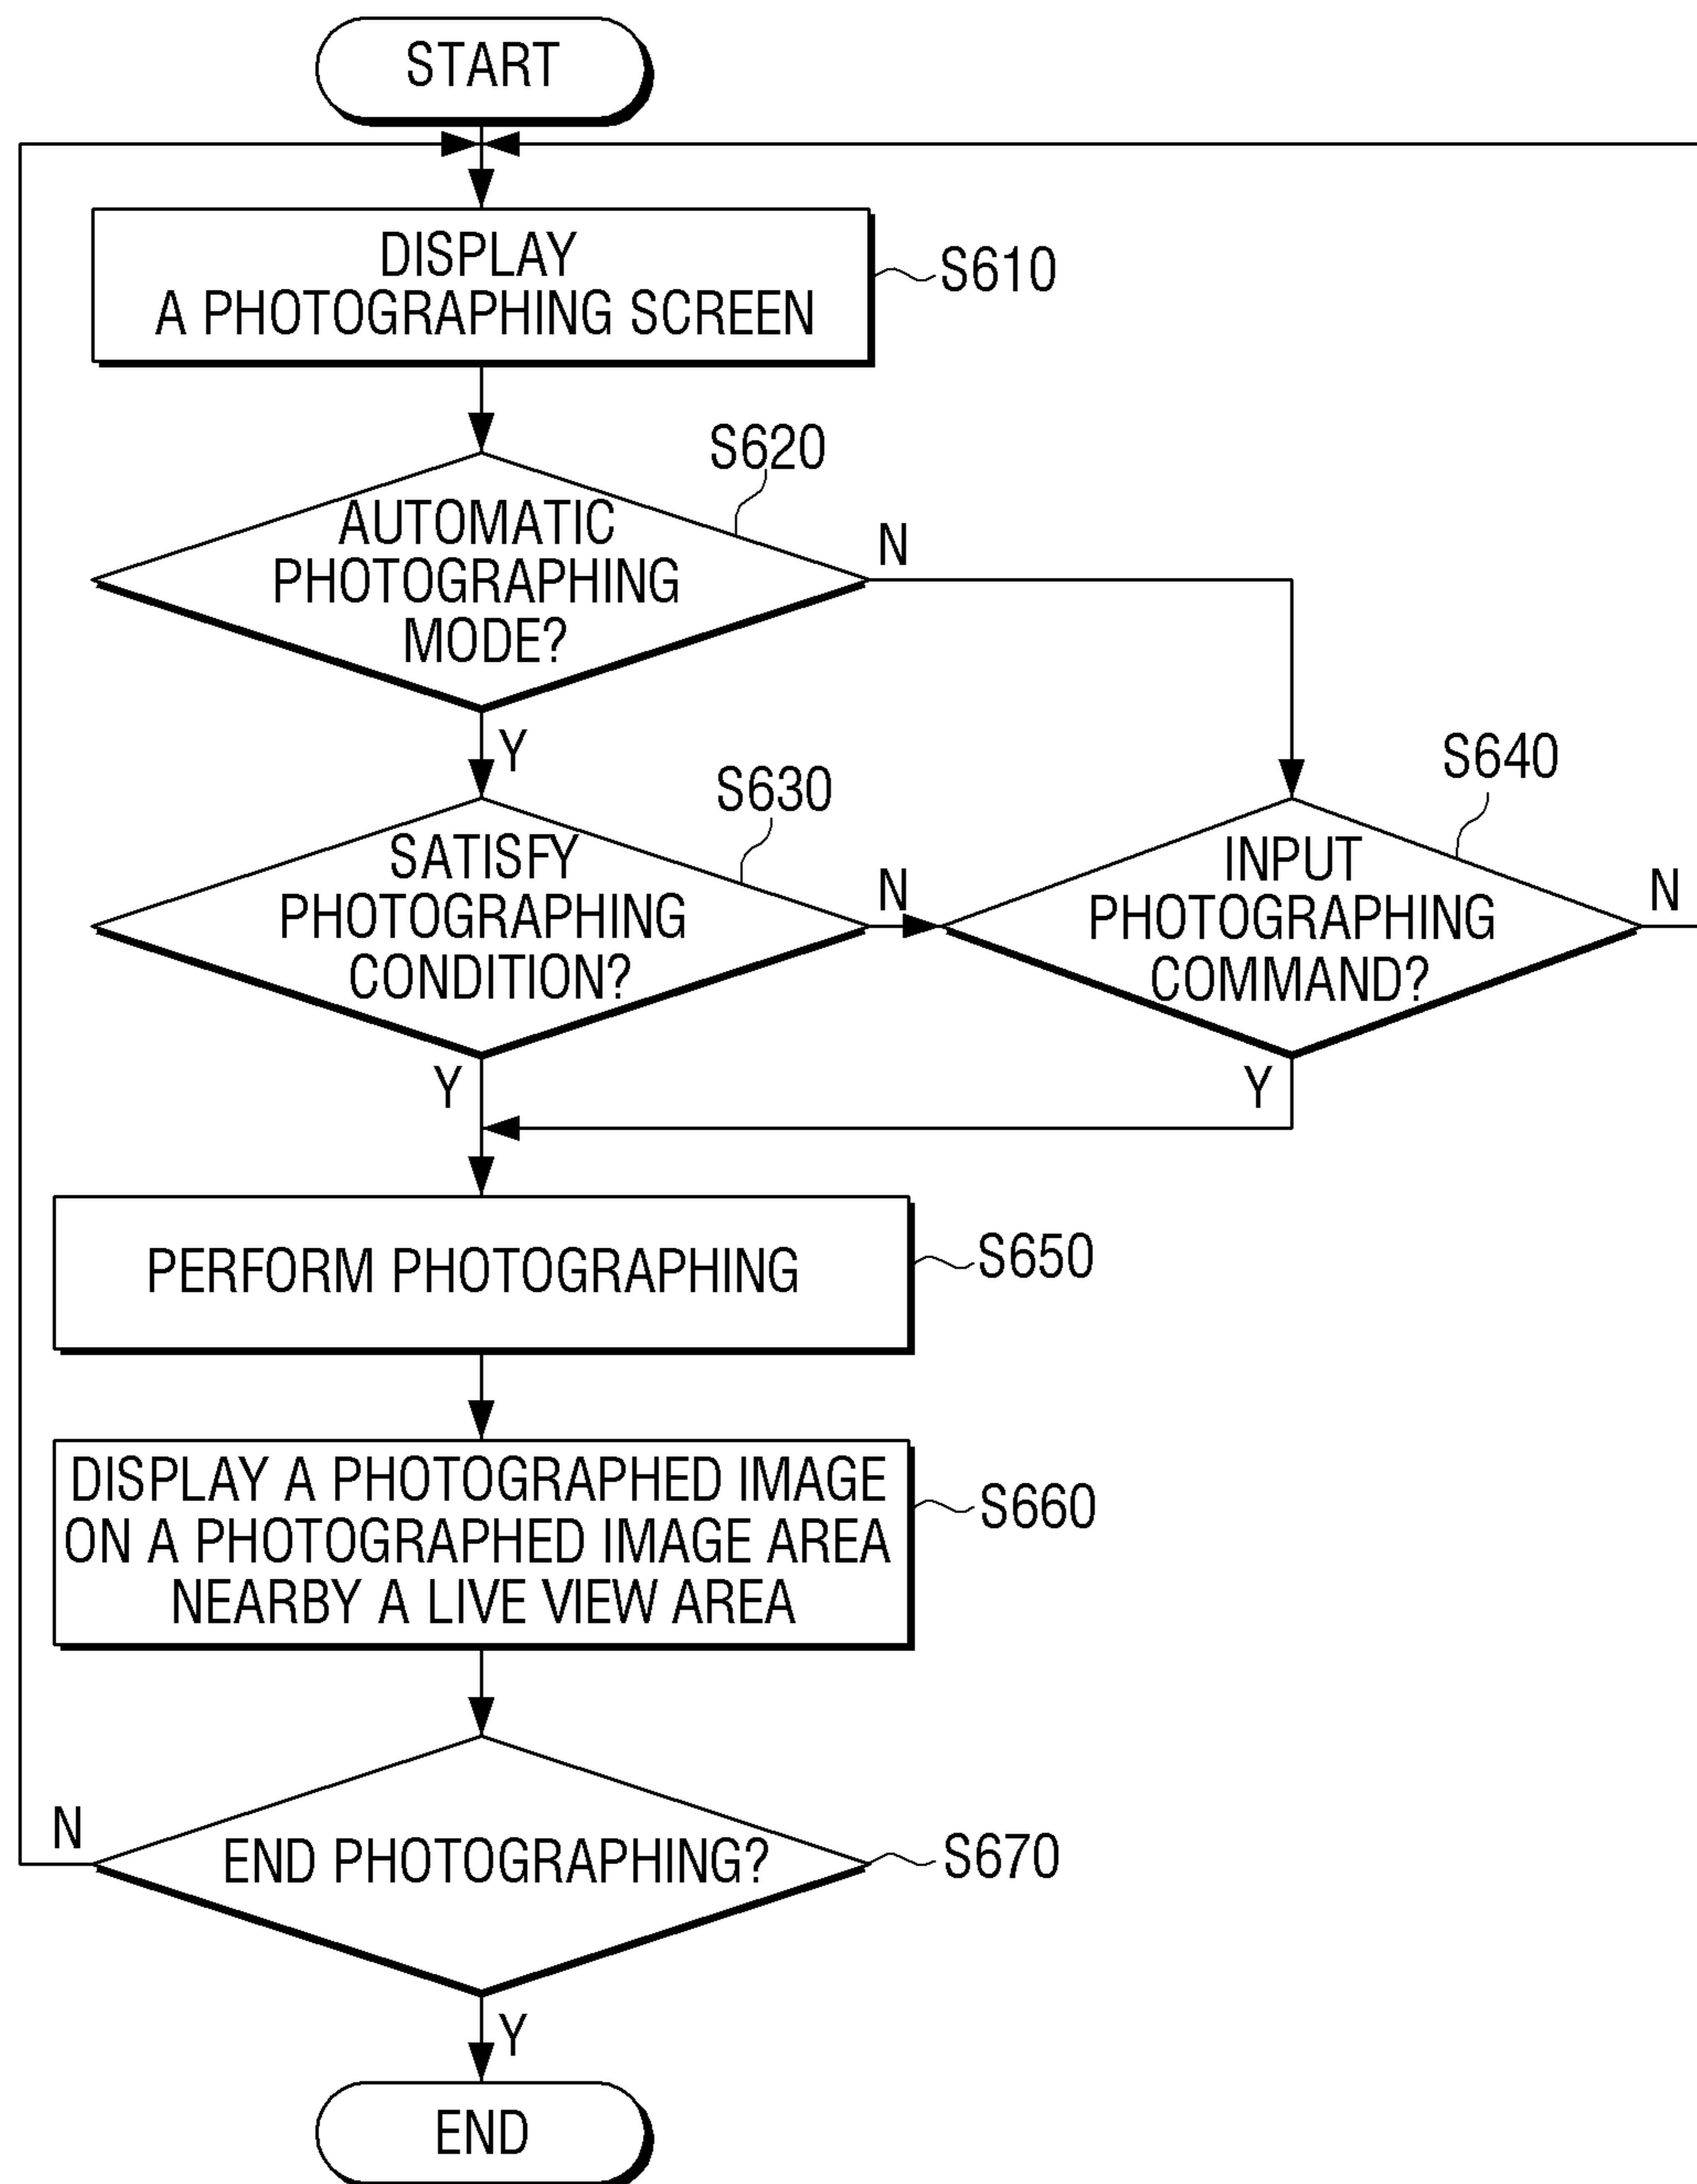 START
DISPLAY
A PHOTOGRAPHING SCREEN
S610
S620
AUTOMATIC
PHOTOGRAPHING
MODE?
N
Y
S630
SATISFY
PHOTOGRAPHING
CONDITION?
N
Y
S640
INPUT
PHOTOGRAPHING
COMMAND?
N
Y
PERFORM PHOTOGRAPHING
S650
DISPLAY A PHOTOGRAPHED IMAGE
ON A PHOTOGRAPHED IMAGE AREA
NEARBY A LIVE VIEW AREA
S660
N
END PHOTOGRAPHING?
S670
Y
END